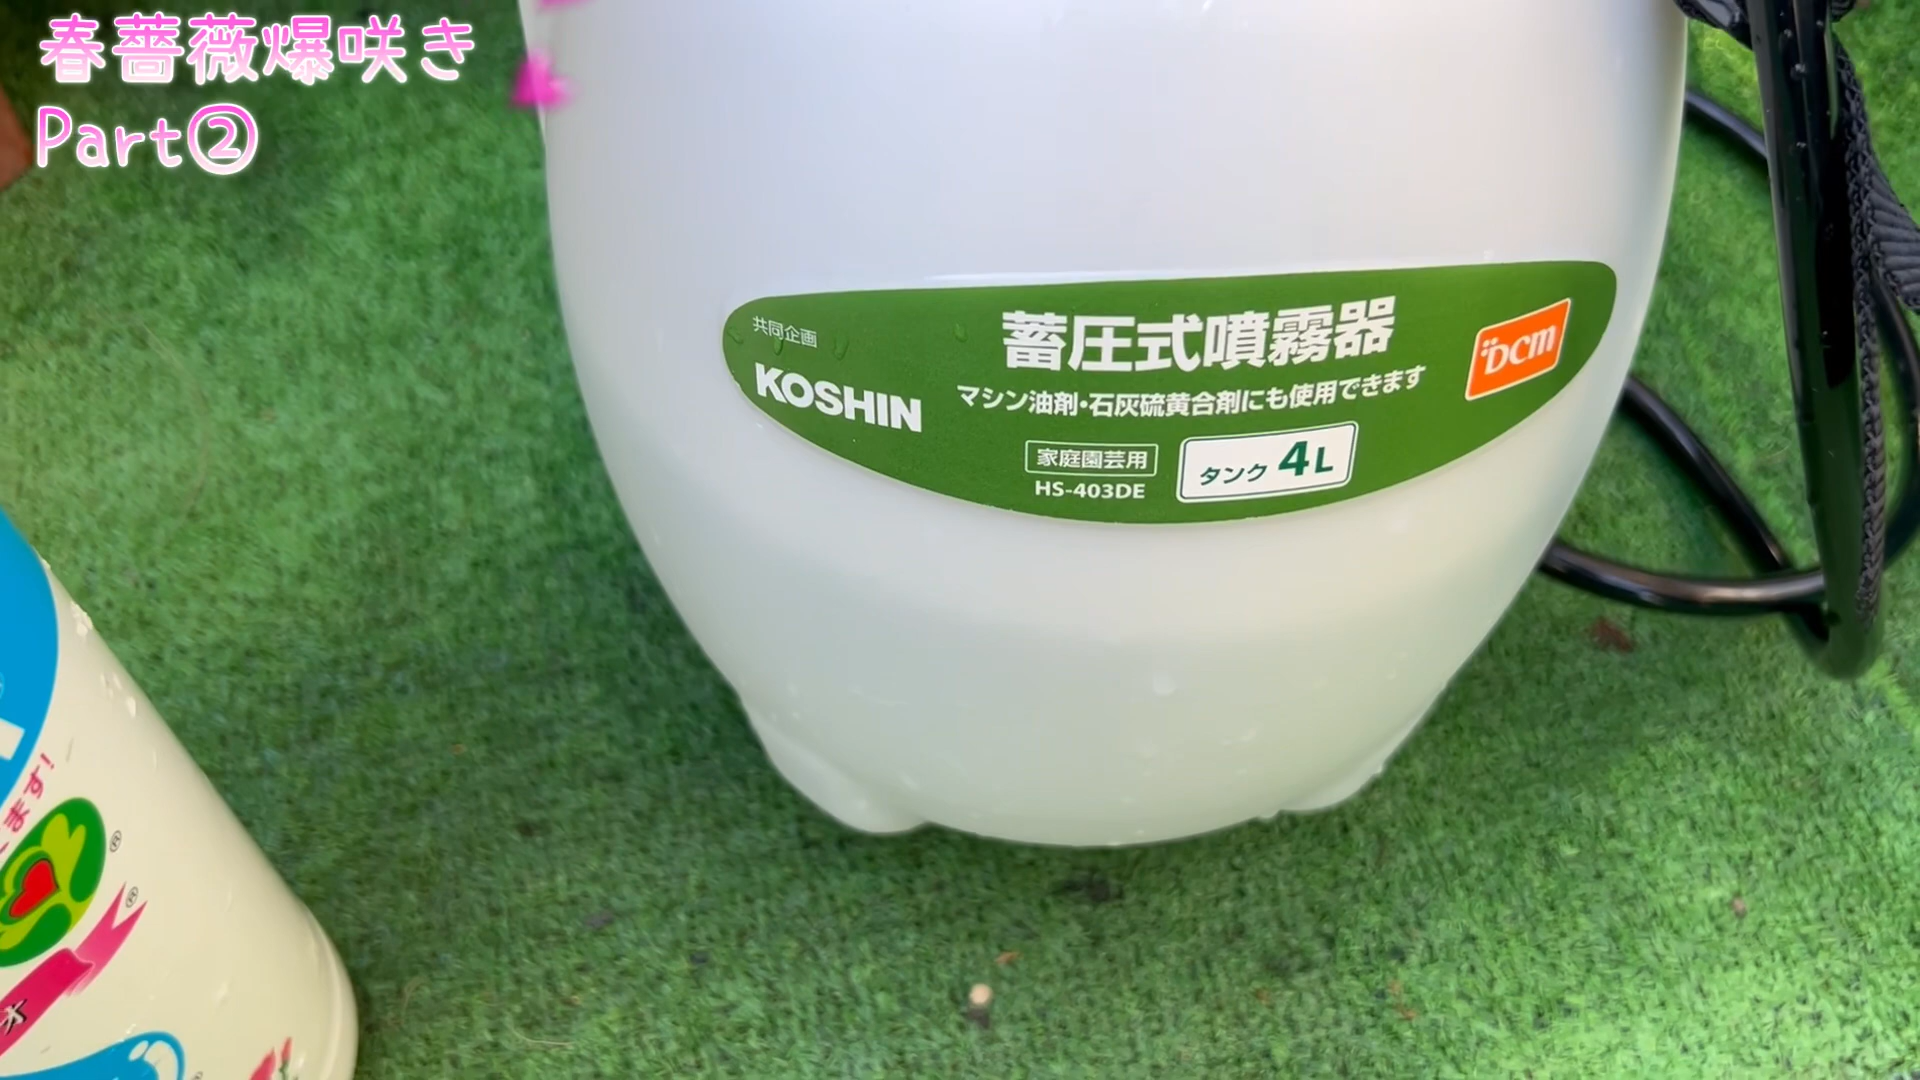 春薔薇爆咲き
Part②
共同企画
KOSHIN
蓄圧式噴霧器
マシン油剤・石灰硫黄合剤にも使用できます
DCM
家庭園芸用
HS-403DE
タンク 4L
ます!